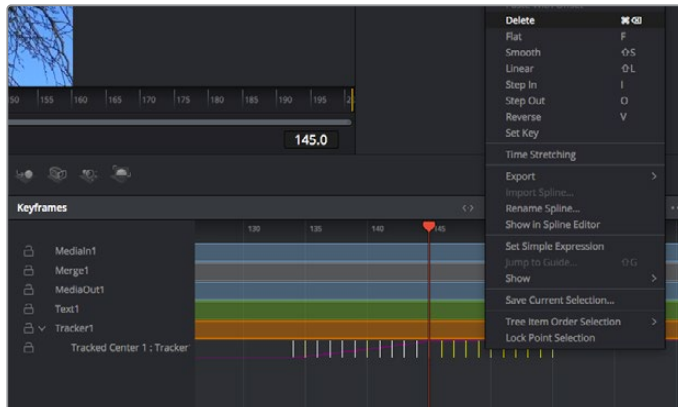 Delete ⌘⌫
Flat F
Smooth ⇧S
Linear ⇧L
Step In I
Step Out O
Reverse V
Set Key
Time Stretching
Export >
Import Spline...
Rename Spline...
Show in Spline Editor
Set Simple Expression
Jump to Guide... ⇧G
Show >
Save Current Selection...
Tree Item Order Selection >
Lock Point Selection
155 160 165 170 175 180 185 190 195
145.0
Keyframes
130 135 140 145
MediaIn1
Merge1
MediaOut1
Text1
Tracker1
Tracked Center 1 : Tracker